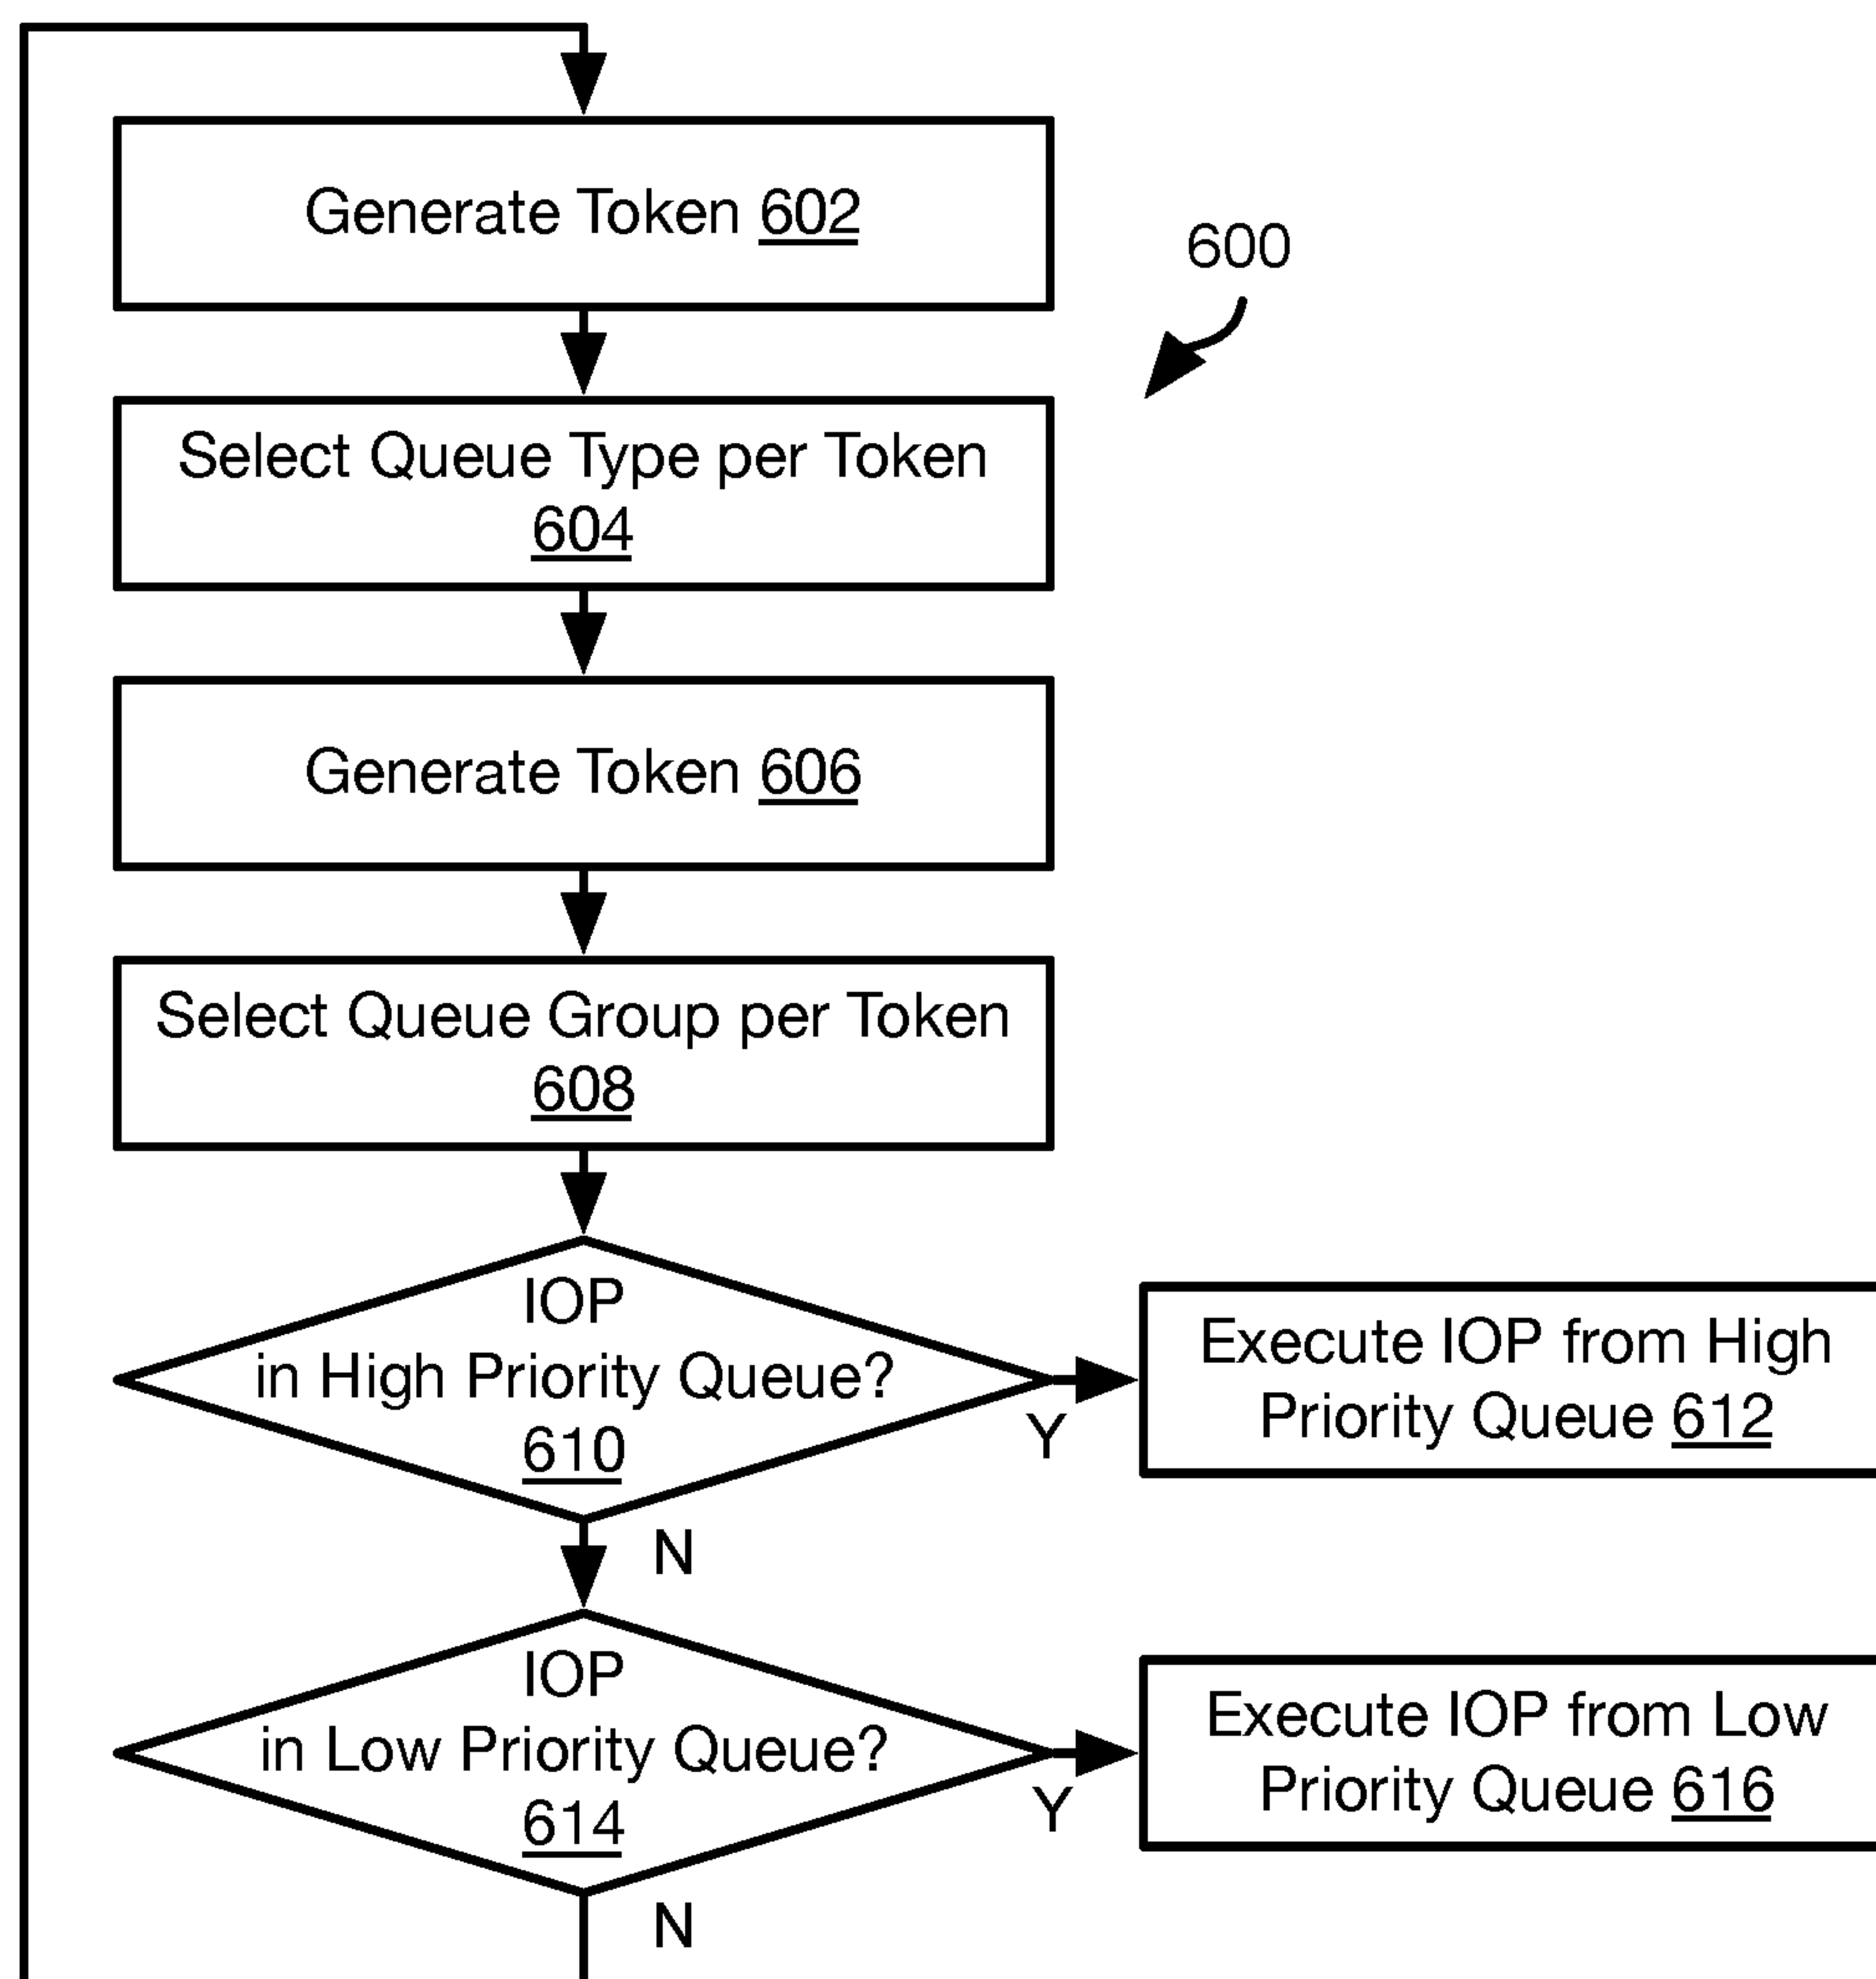 Generate Token 602
600
Select Queue Type per Token
604
Generate Token 606
Select Queue Group per Token
608
IOP
in High Priority Queue?
610
Y
Execute IOP from High
Priority Queue 612
N
IOP
in Low Priority Queue?
614
Y
Execute IOP from Low
Priority Queue 616
N